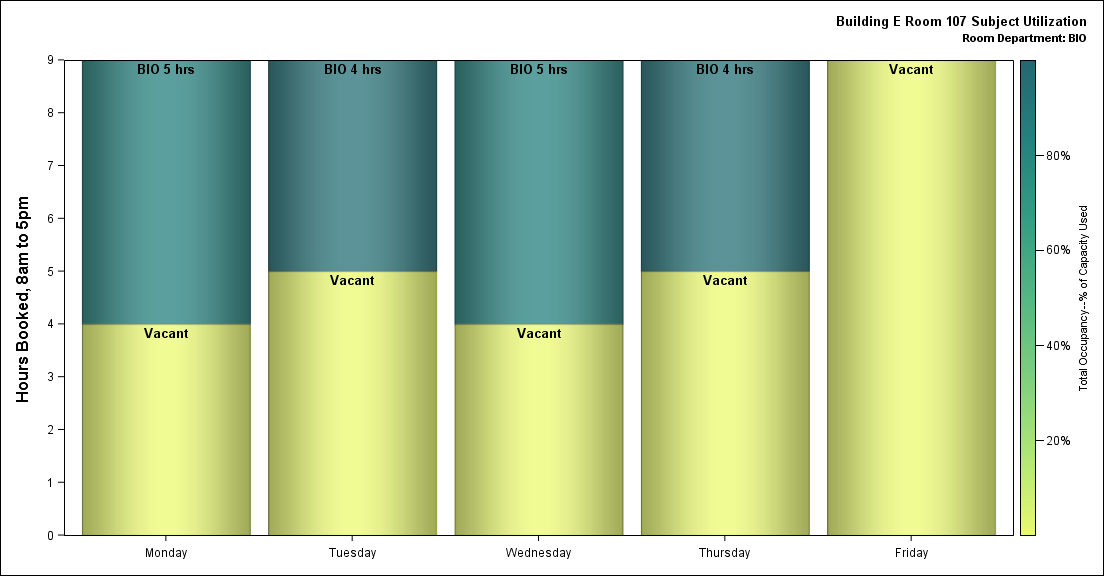 Building E Room 107 Subject Utilization
Room Department: BIO
Hours Booked, 8am to 5pm
9
8
7
6
5
4
3
2
1
0
BIO 5 hrs
Vacant
BIO 4 hrs
Vacant
BIO 5 hrs
Vacant
BIO 4 hrs
Vacant
Vacant
Monday
Tuesday
Wednesday
Thursday
Friday
80%
60%
40%
20%
Total Occupancy--% of Capacity Used